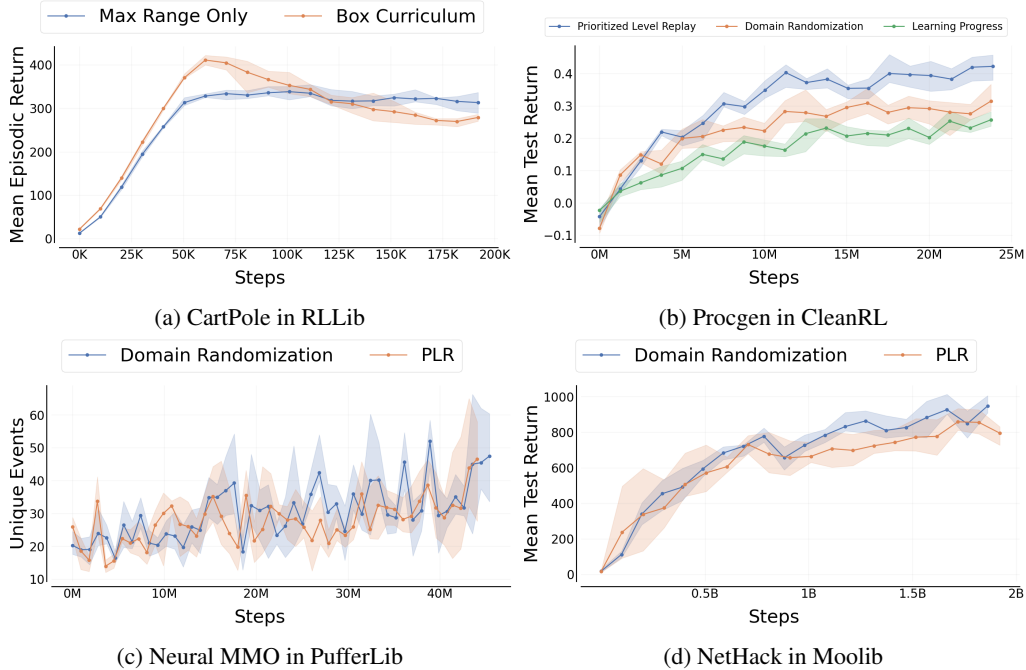 Max Range Only
Box Curriculum
Mean Episodic Return
400
300
200
100
0
0K
25K
50K
75K
100K
125K
150K
175K
200K
Steps
(a) CartPole in RLLib
Prioritized Level Replay
Domain Randomization
Learning Progress
Mean Test Return
0.4
0.3
0.2
0.1
0.0
−0.1
0M
5M
10M
15M
20M
25M
Steps
(b) Procgen in CleanRL
Domain Randomization
PLR
Unique Events
60
50
40
30
20
10
0M
10M
20M
30M
40M
Steps
(c) Neural MMO in PufferLib
Domain Randomization
PLR
Mean Test Return
1000
800
600
400
200
0
0.5B
1B
1.5B
2B
Steps
(d) NetHack in Moolib